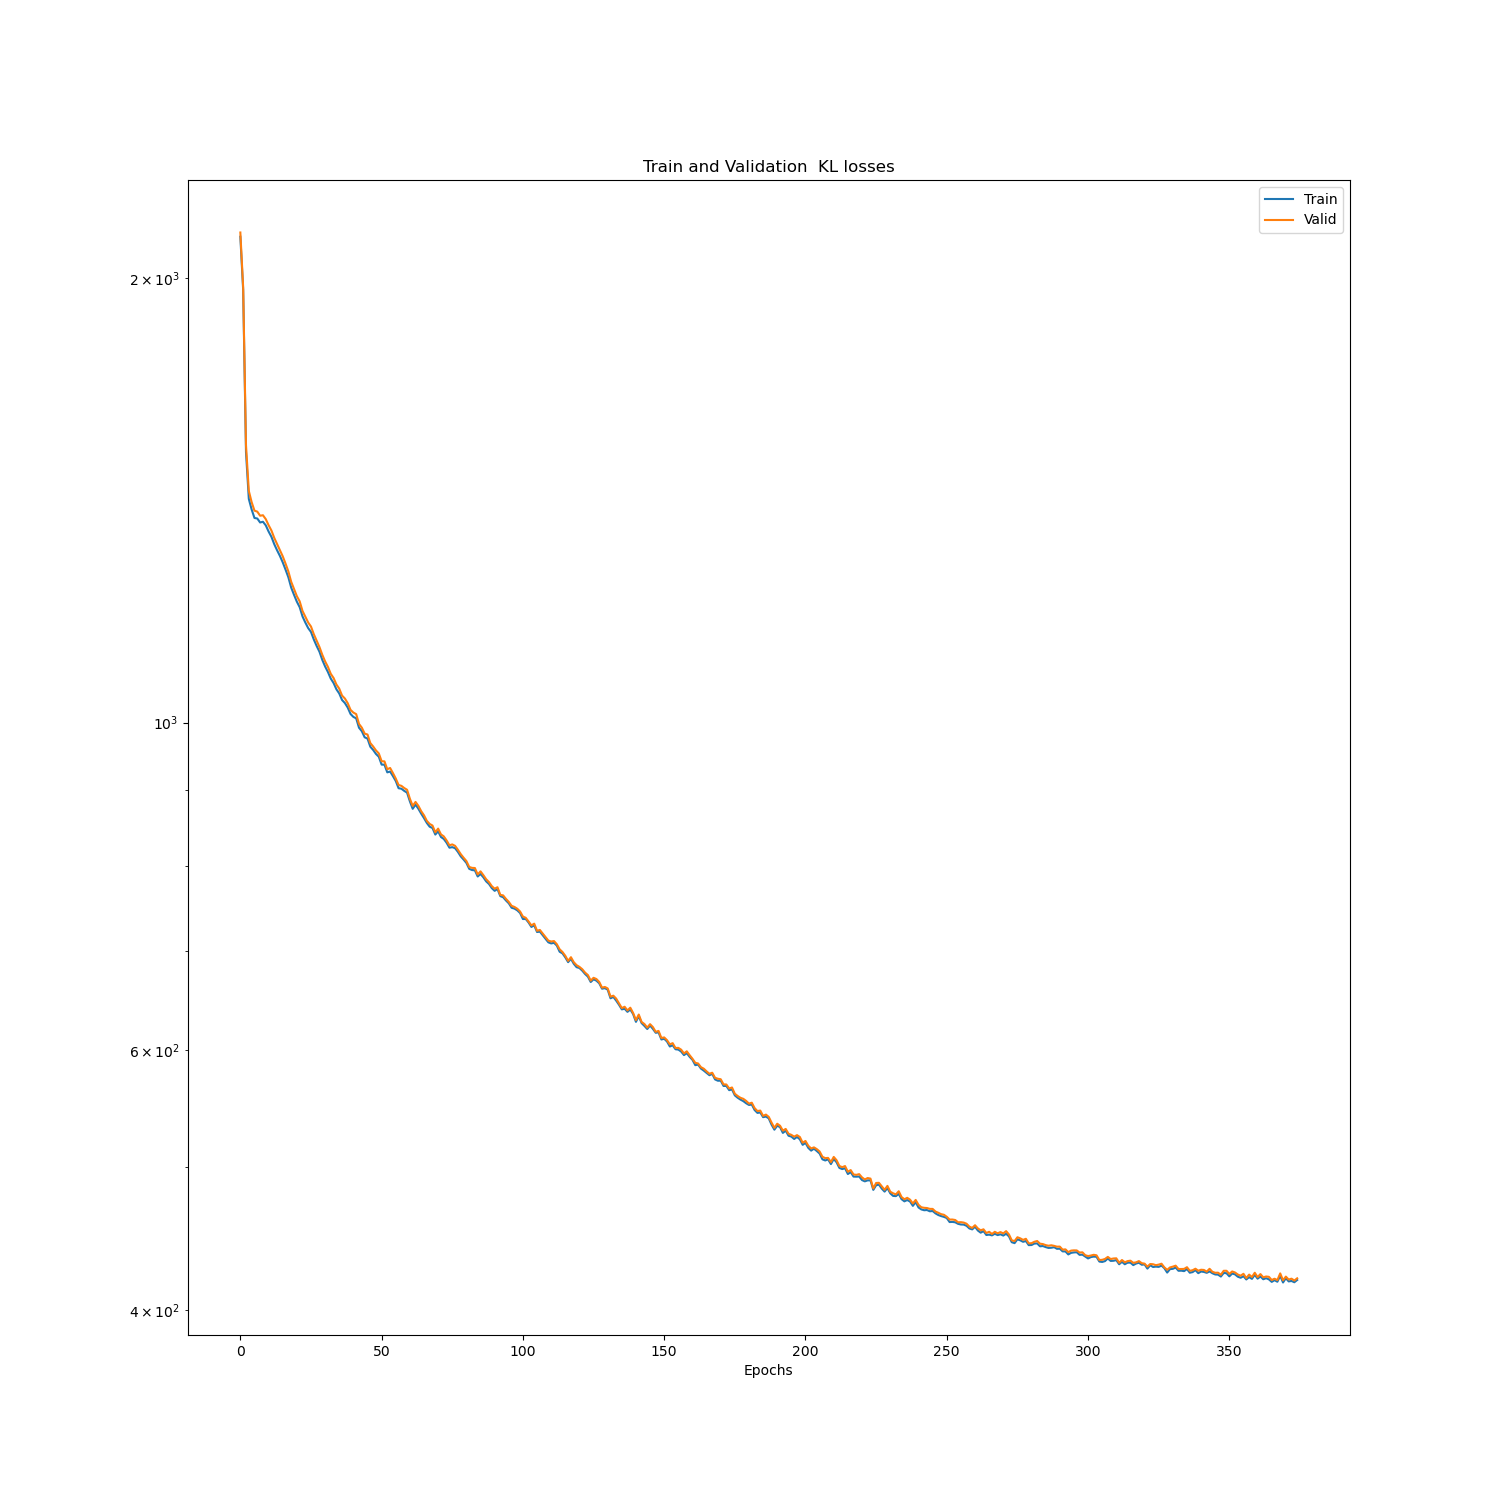 Train and Validation  KL losses
Train
Valid
2 × 10³
10³
6 × 10²
4 × 10²
0 50 100 150 200 250 300 350
Epochs